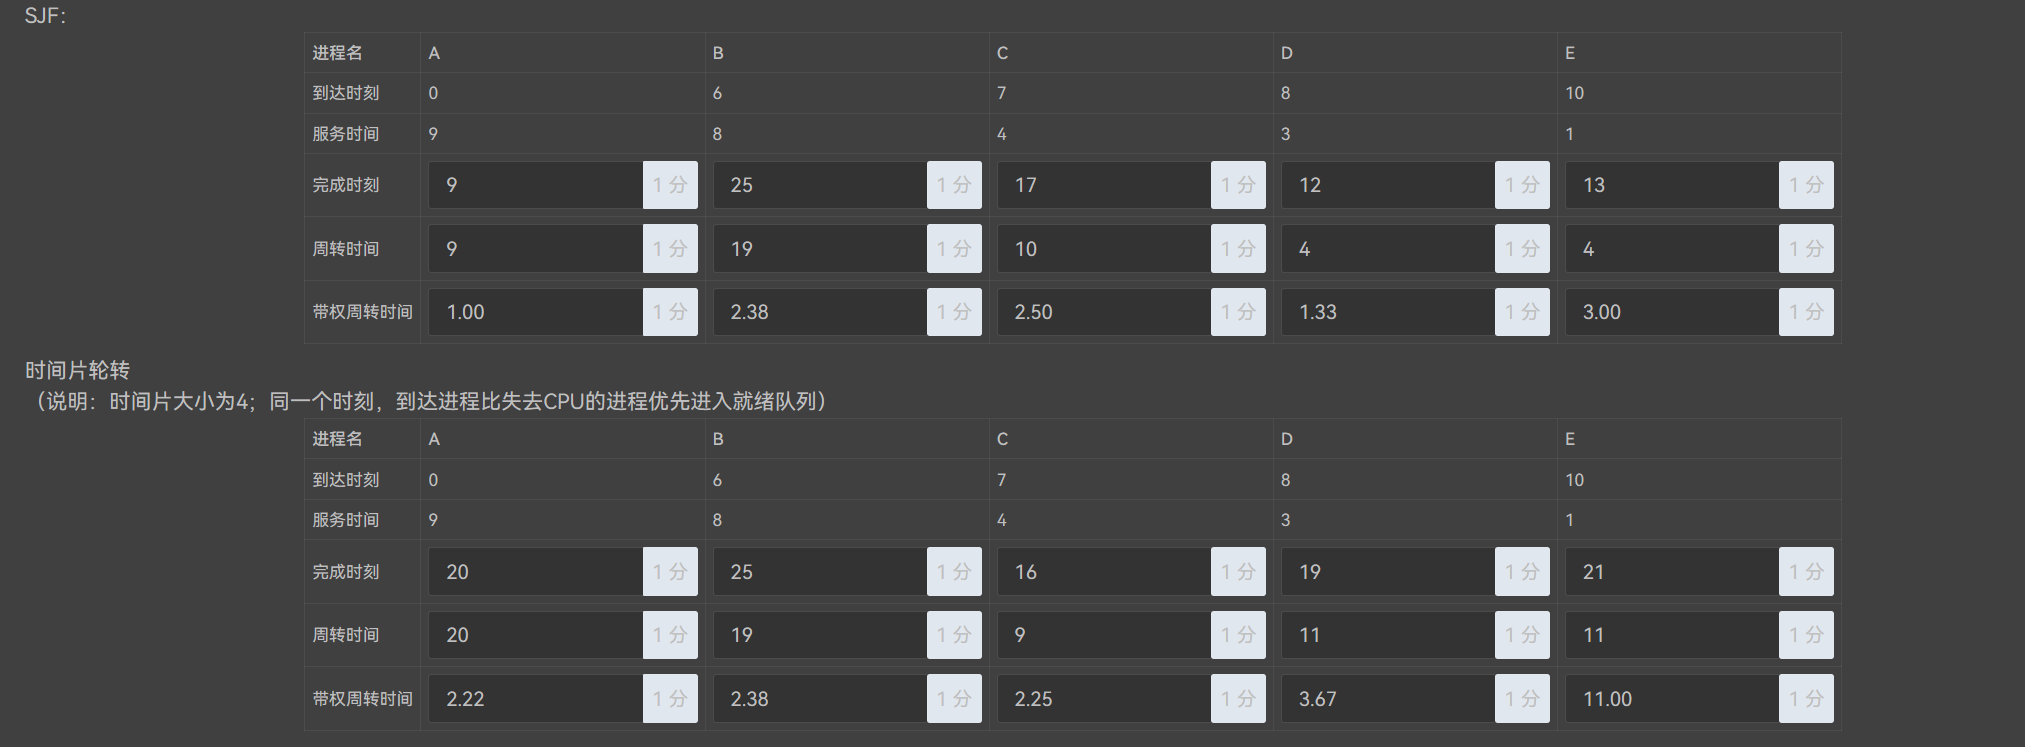 SJF：
进程名 A B C D E
到达时刻 0 6 7 8 10
服务时间 9 8 4 3 1
完成时刻 9 1 分 25 1 分 17 1 分 12 1 分 13 1 分
周转时间 9 1 分 19 1 分 10 1 分 4 1 分 4 1 分
带权周转时间 1.00 1 分 2.38 1 分 2.50 1 分 1.33 1 分 3.00 1 分
时间片轮转
（说明：时间片大小为4；同一个时刻，到达进程比失去CPU的进程优先进入就绪队列）
进程名 A B C D E
到达时刻 0 6 7 8 10
服务时间 9 8 4 3 1
完成时刻 20 1 分 25 1 分 16 1 分 19 1 分 21 1 分
周转时间 20 1 分 19 1 分 9 1 分 11 1 分 11 1 分
带权周转时间 2.22 1 分 2.38 1 分 2.25 1 分 3.67 1 分 11.00 1 分